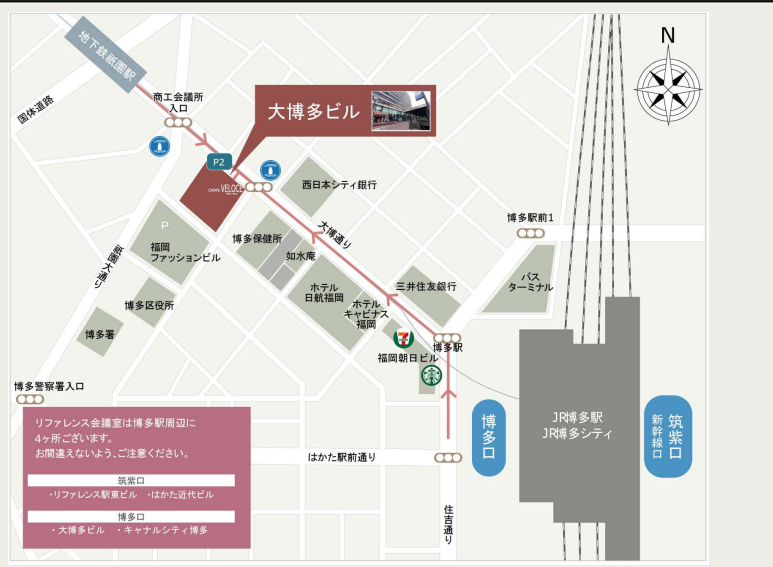 地下鉄祇園駅
国体道路
商工会議所
入口
大博多ビル
N
P2
CAFFE VELOCE
西日本シティ銀行
博多駅前1
P
福岡
ファッションビル
博多保健所
如水庵
大博通り
祇園大通り
ホテル
日航福岡
ホテル
キャビナス
福岡
三井住友銀行
バス
ターミナル
博多区役所
博多署
7
福岡朝日ビル
博多駅
博多警察署入口
はかた駅前通り
住吉通り
博多口
JR博多駅
JR博多シティ
筑紫口
新幹線口
リファレンス会議室は博多駅周辺に
4ヶ所ございます。
お間違えないよう、ご注意ください。
筑紫口
・リファレンス駅東ビル ・はかた近代ビル
博多口
・大博多ビル ・キャナルシティ博多